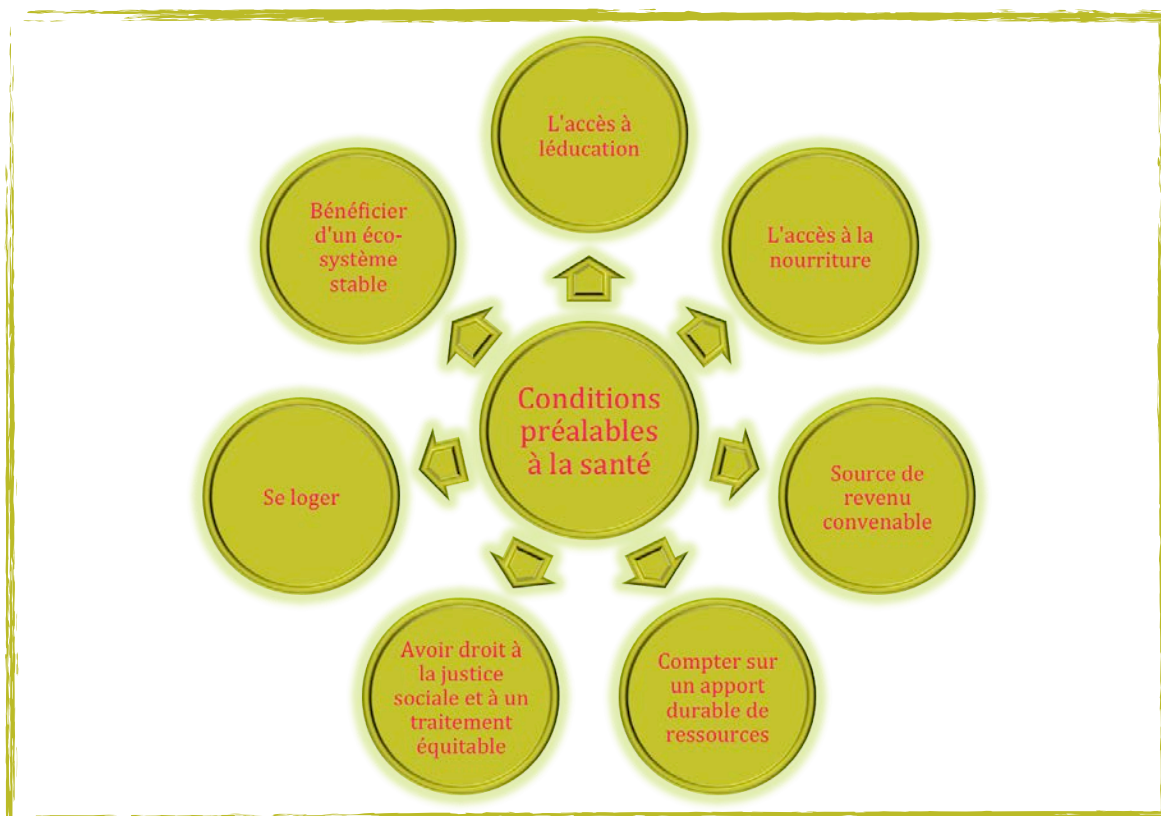 L'accès à
léducation
L'accès à la
nourriture
Source de
revenu
convenable
Compter sur
un apport
durable de
ressources
Avoir droit à
la justice
sociale et à un
traitement
équitable
Se loger
Bénéficier
d'un éco-
système
stable
Conditions
préalables
à la santé